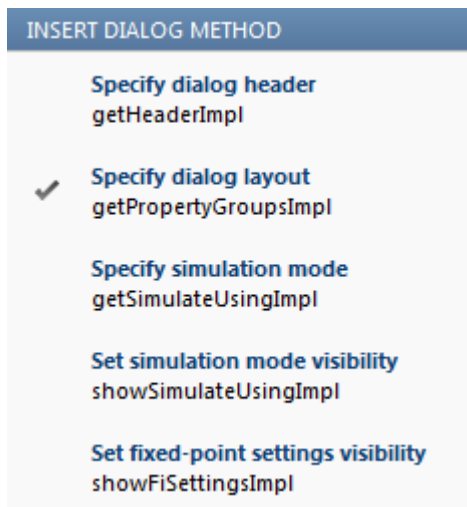 INSERT DIALOG METHOD
Specify dialog header
getHeaderImpl
Specify dialog layout
getPropertyGroupsImpl
Specify simulation mode
getSimulateUsingImpl
Set simulation mode visibility
showSimulateUsingImpl
Set fixed-point settings visibility
showFiSettingsImpl